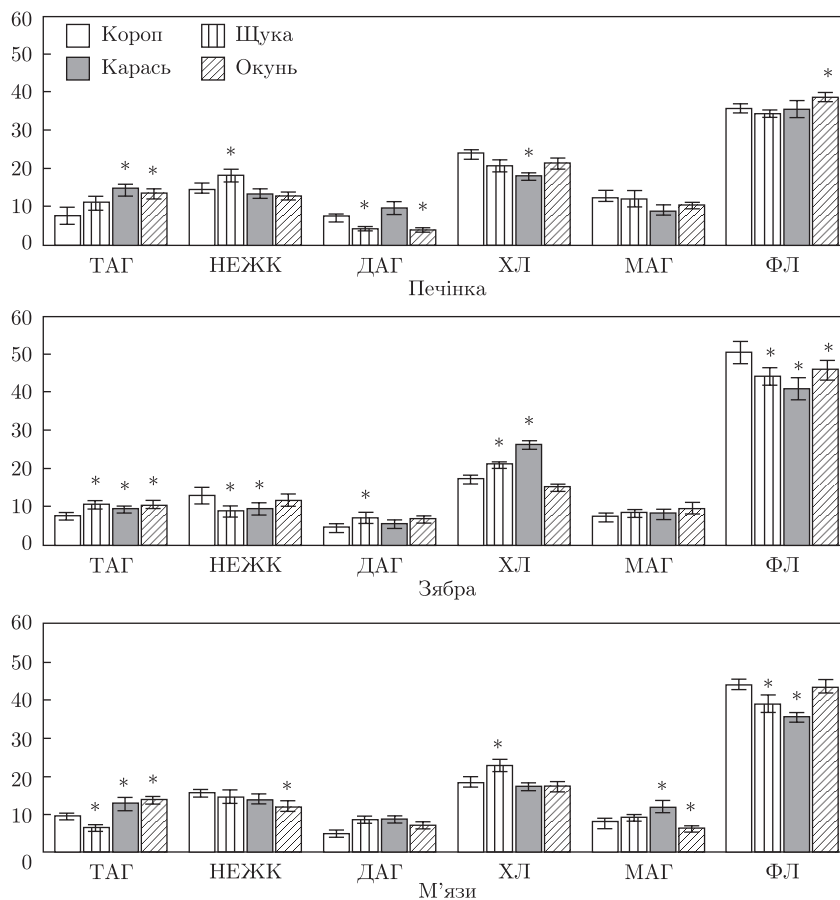 60
50
40
30
20
10
0
Короп
Щука
Карась
Окунь
* * * * * * *
ТАГ НЕЖК ДАГ ХЛ МАГ ФЛ
Печінка
60
50
40
30
20
10
0
* * * * * * * * * * *
ТАГ НЕЖК ДАГ ХЛ МАГ ФЛ
Зябра
60
50
40
30
20
10
0
* * * * * * * * *
ТАГ НЕЖК ДАГ ХЛ МАГ ФЛ
М'язи